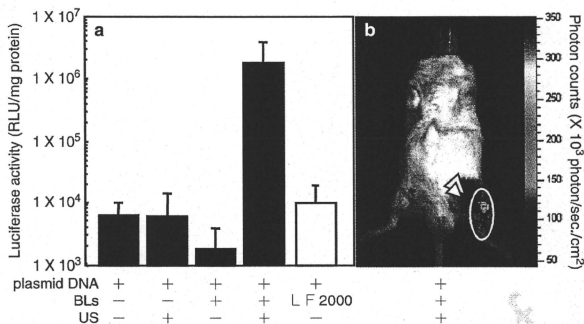 a
b
Luciferase activity (RLU/mg protein)
1 X 10^7
1 X 10^6
1 X 10^5
1 X 10^4
1 X 10^3
350
300
250
200
150
100
50
Photon counts (X 10^3 photon/sec./cm^2)
plasmid DNA + + + + + +
BLs − − + + L F 2000 +
US − + − + − +